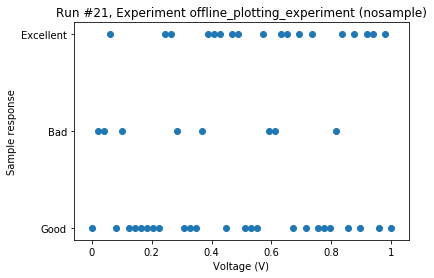 Run #21, Experiment offline_plotting_experiment (nosample)
Excellent
Bad
Good
Sample response
0
0.2
0.4
0.6
0.8
1
Voltage (V)